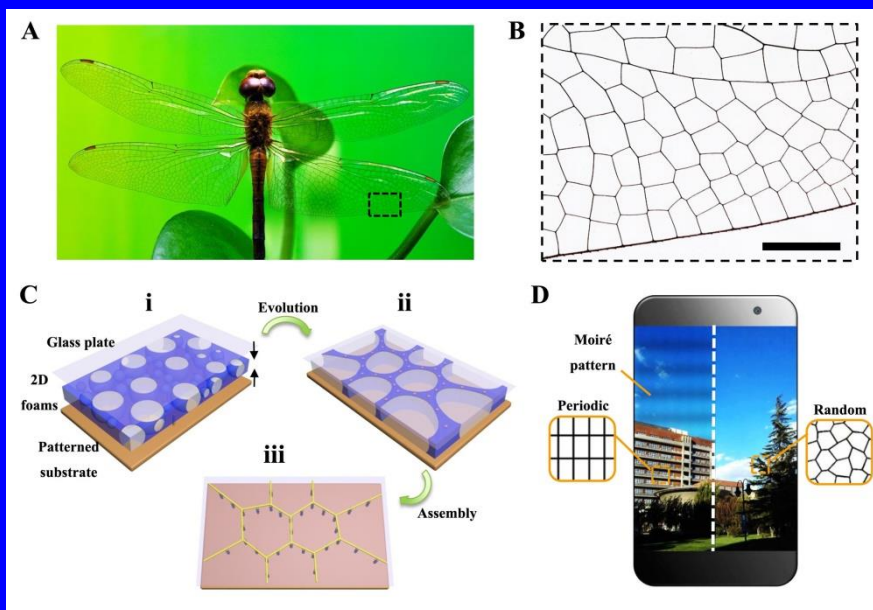 A
B
C
i
Evolution
ii
Glass plate
2D
foams
Patterned
substrate
iii
Assembly
D
Moiré
pattern
Periodic
Random